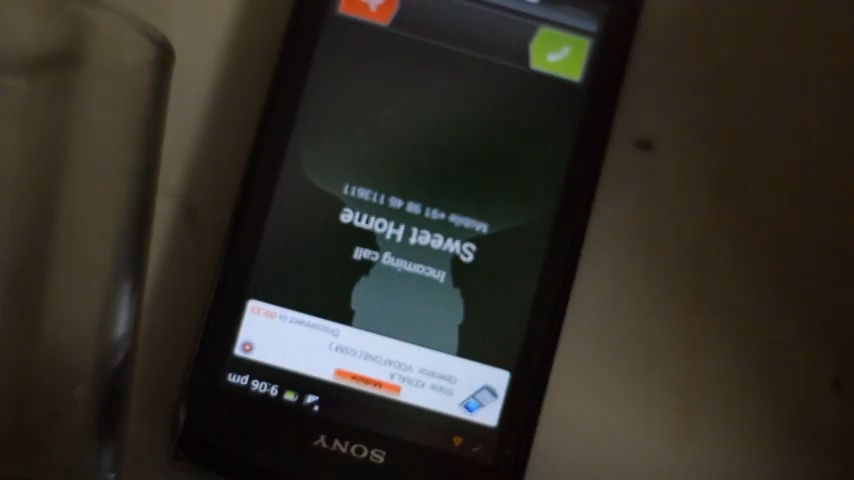 SONY
9:06 pm
Mobile
State: KERALA
Operator: VODAFONE(GSM)
Disconnect in 00:33
Incoming call
Sweet Home
Mobile +91 98 46 113611